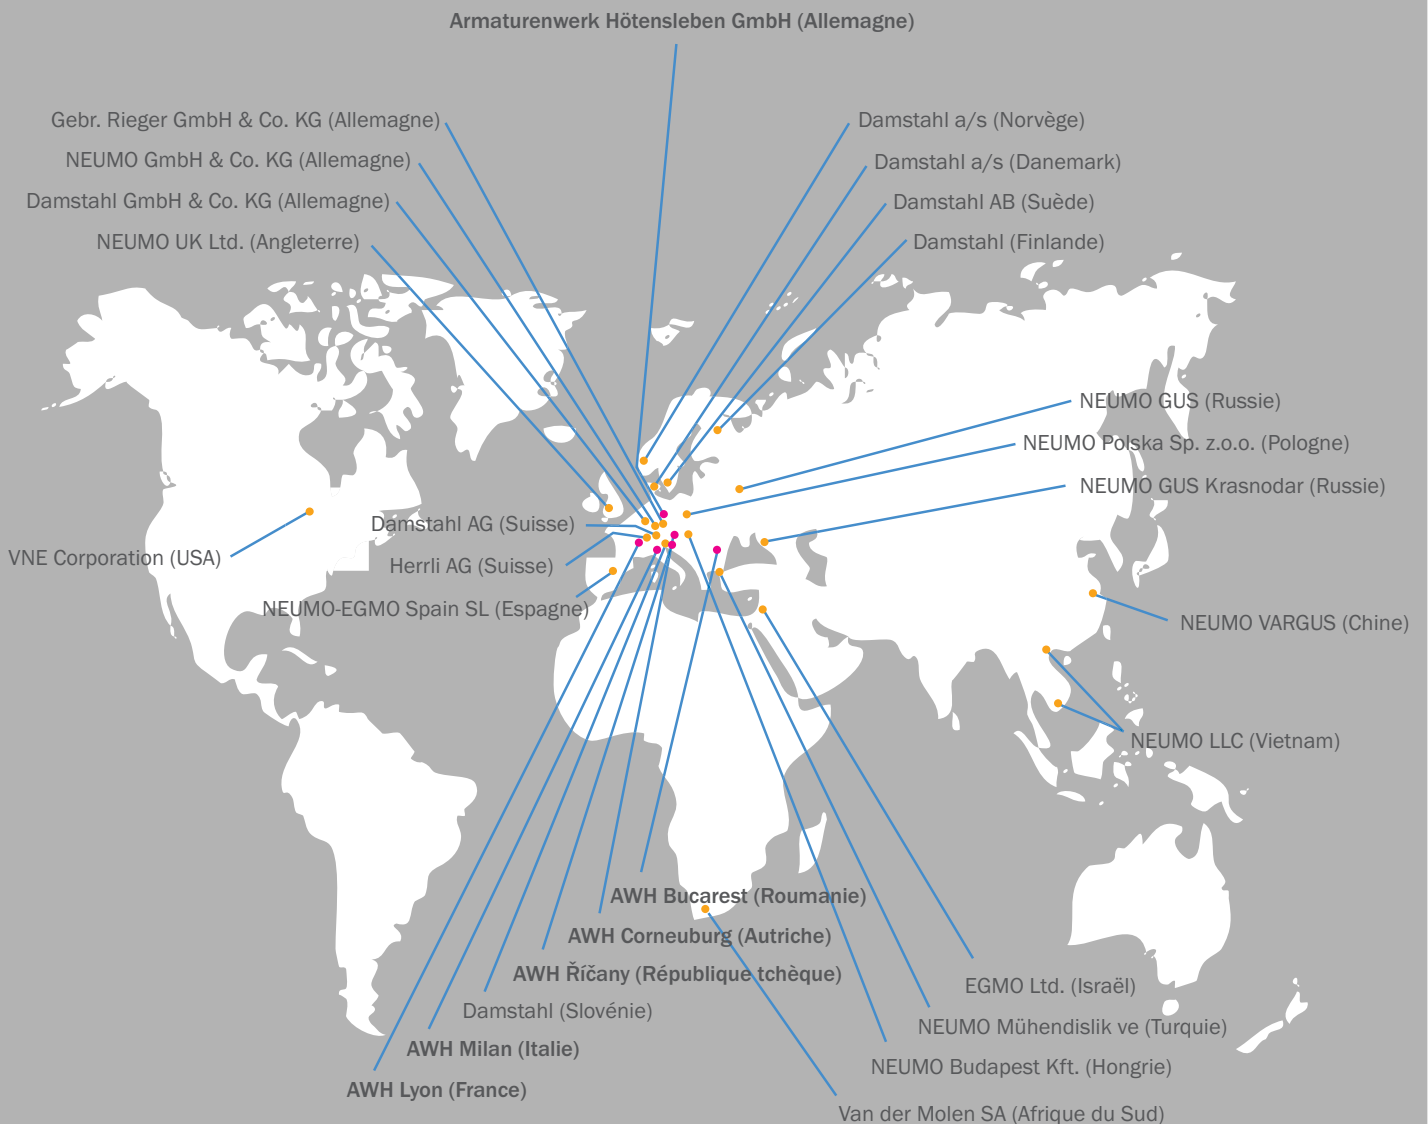 Armaturenwerk Hötensleben GmbH (Allemagne)
Gebr. Rieger GmbH & Co. KG (Allemagne)
NEUMO GmbH & Co. KG (Allemagne)
Damstahl GmbH & Co. KG (Allemagne)
NEUMO UK Ltd. (Angleterre)
Damstahl a/s (Norvège)
Damstahl a/s (Danemark)
Damstahl AB (Suède)
Damstahl (Finlande)
NEUMO GUS (Russie)
NEUMO Polska Sp. z.o.o. (Pologne)
NEUMO GUS Krasnodar (Russie)
Damstahl AG (Suisse)
VNE Corporation (USA)
Herrli AG (Suisse)
NEUMO-EGMO Spain SL (Espagne)
NEUMO VARGUS (Chine)
NEUMO LLC (Vietnam)
AWH Bucarest (Roumanie)
AWH Corneuburg (Autriche)
AWH Říčany (République tchèque)
Damstahl (Slovénie)
AWH Milan (Italie)
AWH Lyon (France)
EGMO Ltd. (Israël)
NEUMO Mühendislik ve (Turquie)
NEUMO Budapest Kft. (Hongrie)
Van der Molen SA (Afrique du Sud)